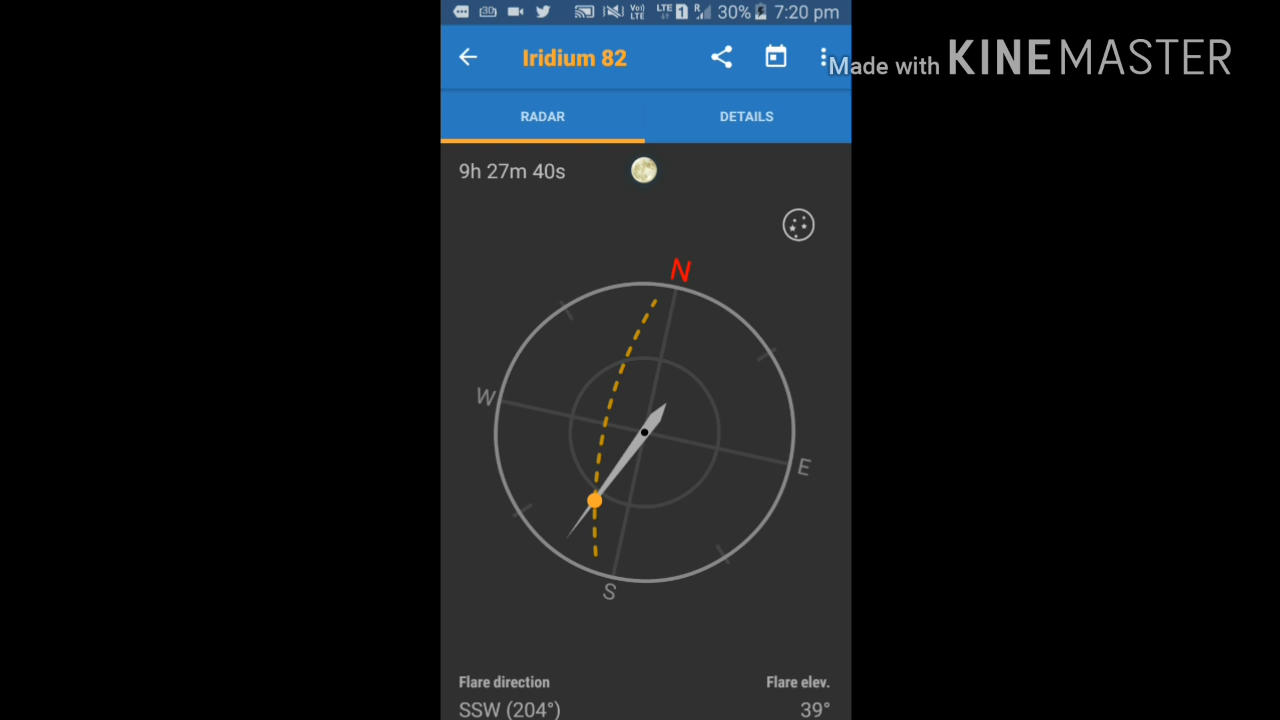 30% 7:20 pm
Iridium 82
Made with KINEMASTER
RADAR DETAILS
9h 27m 40s
N
W
E
S
Flare direction Flare elev.
SSW (204°) 39°